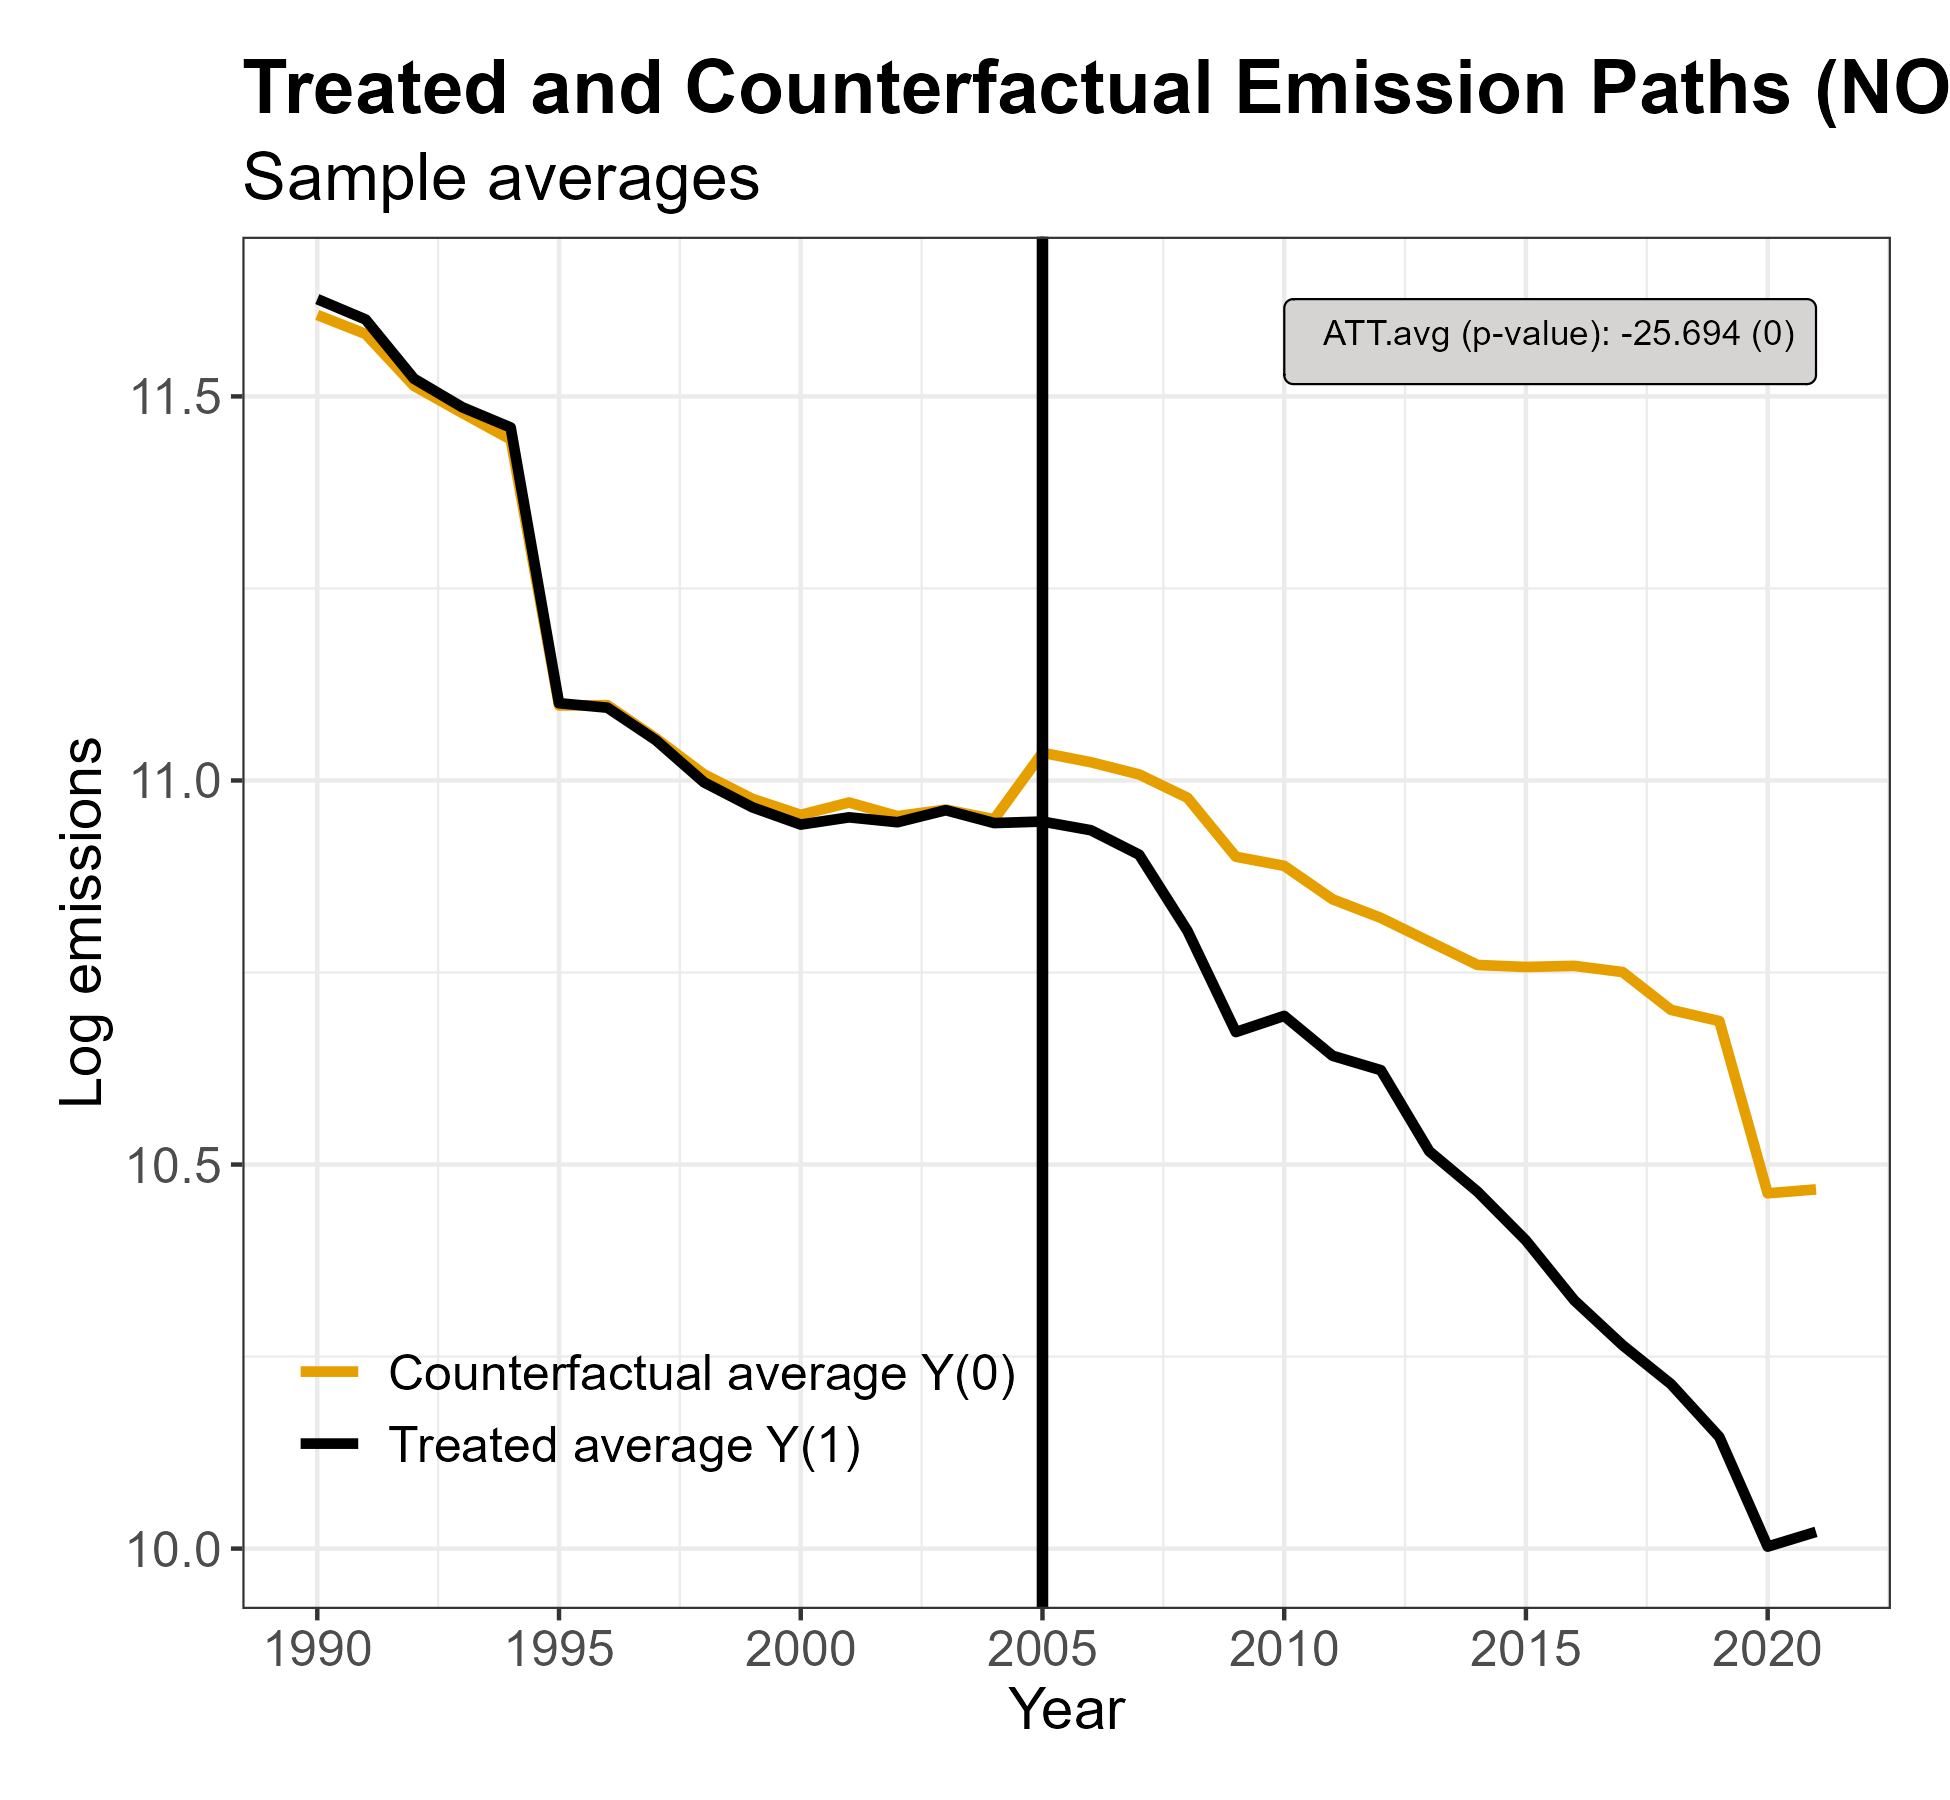 Treated and Counterfactual Emission Paths (NO
Sample averages
ATT.avg (p-value): -25.694 (0)
11.5
11.0
10.5
10.0
Log emissions
Counterfactual average Y(0)
Treated average Y(1)
1990 1995 2000 2005 2010 2015 2020
Year